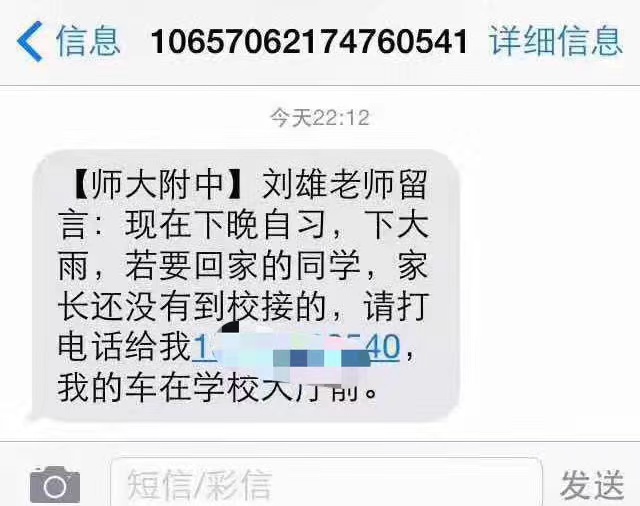 信息 10657062174760541 详细信息
今天22:12
【师大附中】刘雄老师留
言：现在下晚自习，下大
雨，若要回家的同学，家
长还没有到校接的，请打
电话给我1 540，
我的车在学校大厅前。
短信/彩信 发送